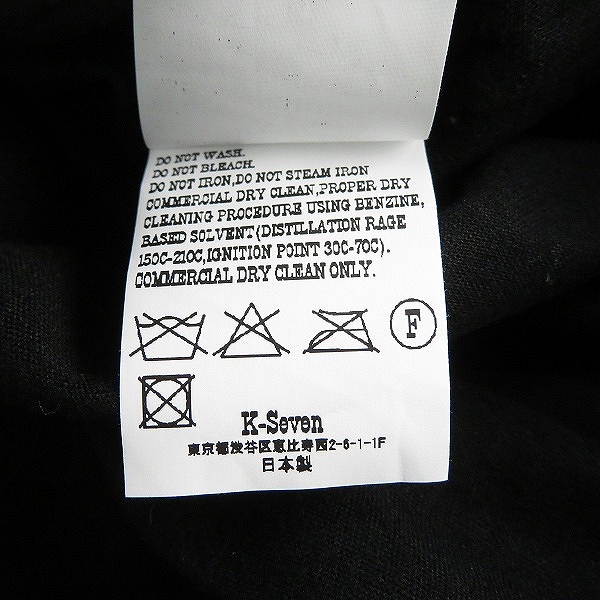 DO NOT WASH.
DO NOT BLEACH.
DO NOT IRON,DO NOT STEAM IRON
COMMERCIAL DRY CLEAN,PROPER DRY
CLEANING PROCEDURE USING BENZINE,
BASED SOLVENT(DISTILLATION RAGE
150C-210C,IGNITION POINT 30C-70C).
COMMERCIAL DRY CLEAN ONLY.
F
K-Seven
東京都渋谷区恵比寿西2-6-1-1F
日本製